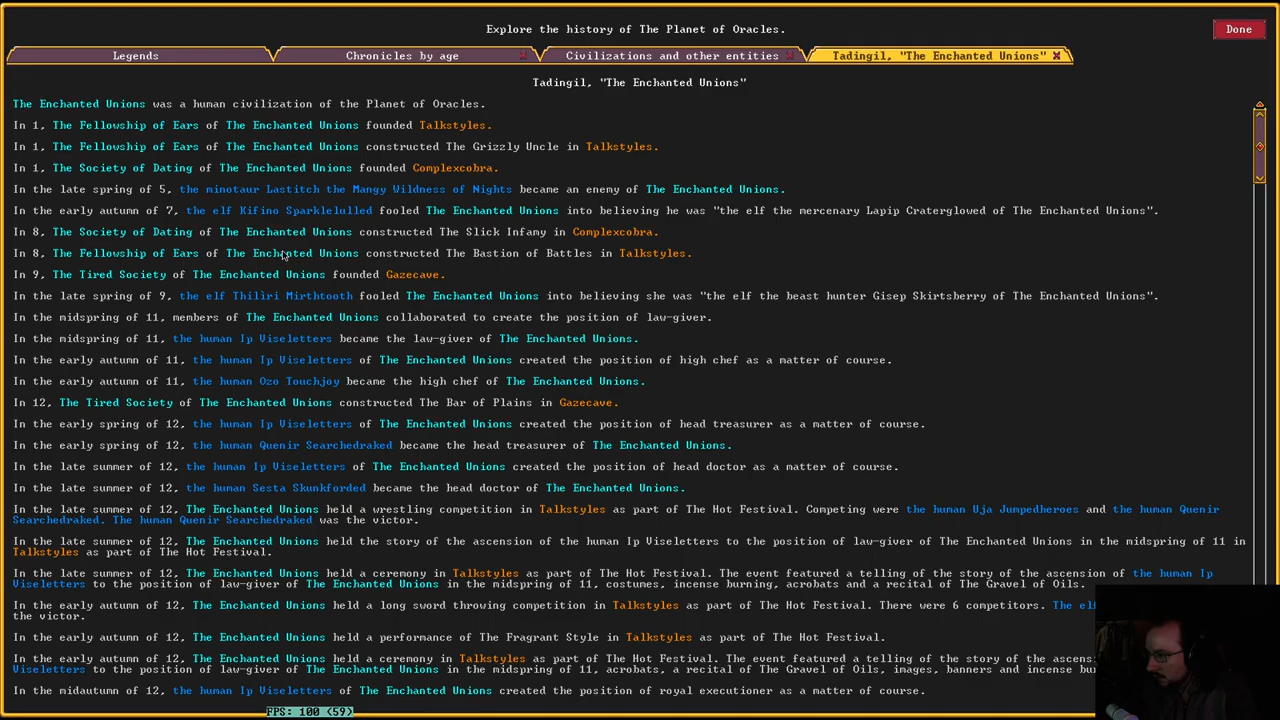 Explore the history of The Planet of Oracles.
Done
Legends
Chronicles by age
Civilizations and other entities
Tadingil, "The Enchanted Unions"
Tadingil, "The Enchanted Unions"
The Enchanted Unions was a human civilization of the Planet of Oracles.
In 1, The Fellowship of Ears of The Enchanted Unions founded Talkstyles.
In 1, The Fellowship of Ears of The Enchanted Unions constructed The Grizzly Uncle in Talkstyles.
In 1, The Society of Dating of The Enchanted Unions founded Complexcobra.
In the late spring of 5, the minotaur Lastitch the Mangy Wildness of Nights became an enemy of The Enchanted Unions.
In the early autumn of 7, the elf Kifino Sparklelulled fooled The Enchanted Unions into believing he was "the elf the mercenary Lapip Craterglowed of The Enchanted Unions".
In 8, The Society of Dating of The Enchanted Unions constructed The Slick Infamy in Complexcobra.
In 8, The Fellowship of Ears of The Enchanted Unions constructed The Bastion of Battles in Talkstyles.
In 9, The Tired Society of The Enchanted Unions founded Gazecave.
In the late spring of 9, the elf Thilìri Mirthtooth fooled The Enchanted Unions into believing she was "the elf the beast hunter Gisep Skirtsberry of The Enchanted Unions".
In the midspring of 11, members of The Enchanted Unions collaborated to create the position of law-giver.
In the midspring of 11, the human Ip Viseletters became the law-giver of The Enchanted Unions.
In the early autumn of 11, the human Ip Viseletters of The Enchanted Unions created the position of high chef as a matter of course.
In the early autumn of 11, the human Ozo Touchjoy became the high chef of The Enchanted Unions.
In 12, The Tired Society of The Enchanted Unions constructed The Bar of Plains in Gazecave.
In the early spring of 12, the human Ip Viseletters of The Enchanted Unions created the position of head treasurer as a matter of course.
In the early spring of 12, the human Quenir Searchedraked became the head treasurer of The Enchanted Unions.
In the late summer of 12, the human Ip Viseletters of The Enchanted Unions created the position of head doctor as a matter of course.
In the late summer of 12, the human Sesta Skunkforded became the head doctor of The Enchanted Unions.
In the late summer of 12, The Enchanted Unions held a wrestling competition in Talkstyles as part of The Hot Festival. Competing were the human Uja Jumpedheroes and the human Quenir
Searchedraked. The human Quenir Searchedraked was the victor.
In the late summer of 12, The Enchanted Unions held the story of the ascension of the human Ip Viseletters to the position of law-giver of The Enchanted Unions in the midspring of 11 in
Talkstyles as part of The Hot Festival.
In the late summer of 12, The Enchanted Unions held a ceremony in Talkstyles as part of The Hot Festival. The event featured a telling of the story of the ascension of the human Ip
Viseletters to the position of law-giver of The Enchanted Unions in the midspring of 11, costumes, incense burning, acrobats and a recital of The Gravel of Oils.
In the early autumn of 12, The Enchanted Unions held a long sword throwing competition in Talkstyles as part of The Hot Festival. There were 6 competitors. The
the victor.
In the early autumn of 12, The Enchanted Unions held a performance of The Fragrant Style in Talkstyles as part of The Hot Festival.
In the early autumn of 12, The Enchanted Unions held a ceremony in Talkstyles as part of The Hot Festival. The event featured a telling of the story of the
Viseletters to the position of law-giver of The Enchanted Unions in the midspring of 11, acrobats, a recital of The Gravel of Oils, images, banners and incense
In the midautumn of 12, the human Ip Viseletters of The Enchanted Unions created the position of royal executioner as a matter of course.
FPS: 100 (59)